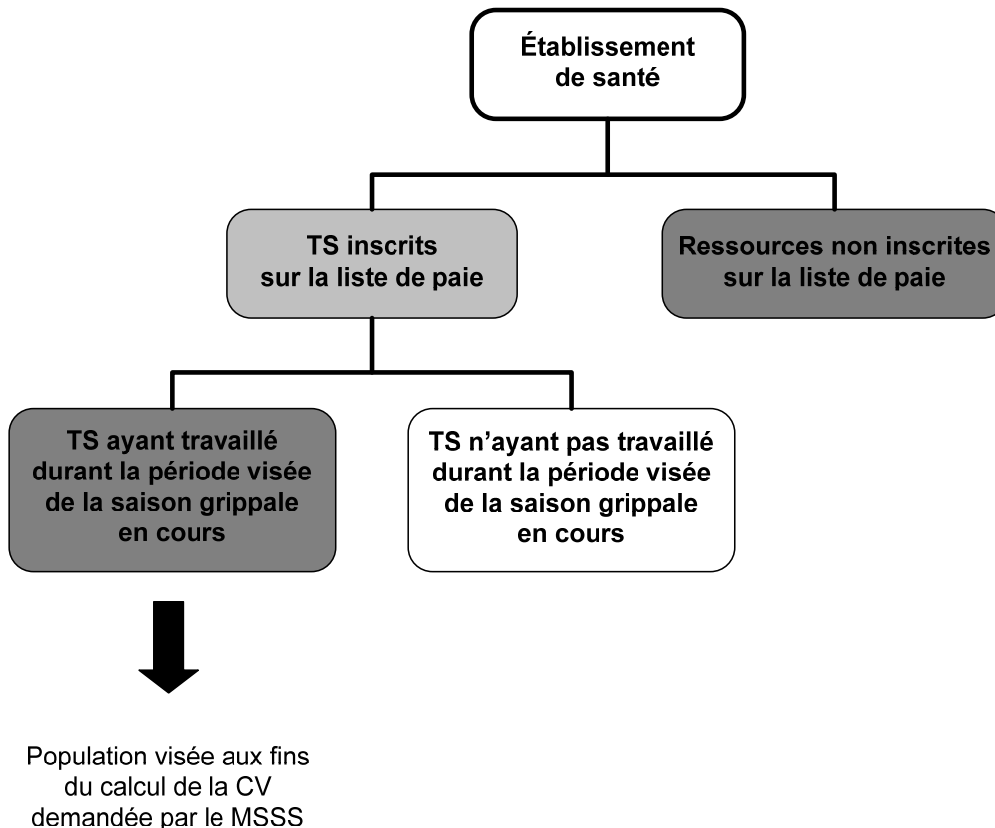 Établissement
de santé
TS inscrits
sur la liste de paie
Ressources non inscrites
sur la liste de paie
TS ayant travaillé
durant la période visée
de la saison grippale
en cours
TS n'ayant pas travaillé
durant la période visée
de la saison grippale
en cours
Population visée aux fins
du calcul de la CV
demandée par le MSSS